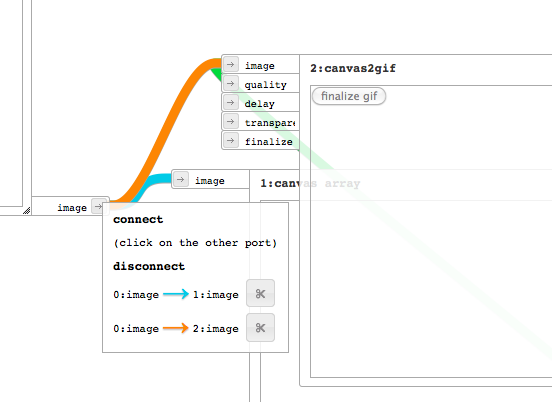 image
quality
delay
transpare
finalize
2:canvas2gif
finalize gif
image
1:canvas array
image
connect
(click on the other port)
disconnect
0:image 1:image
0:image 2:image